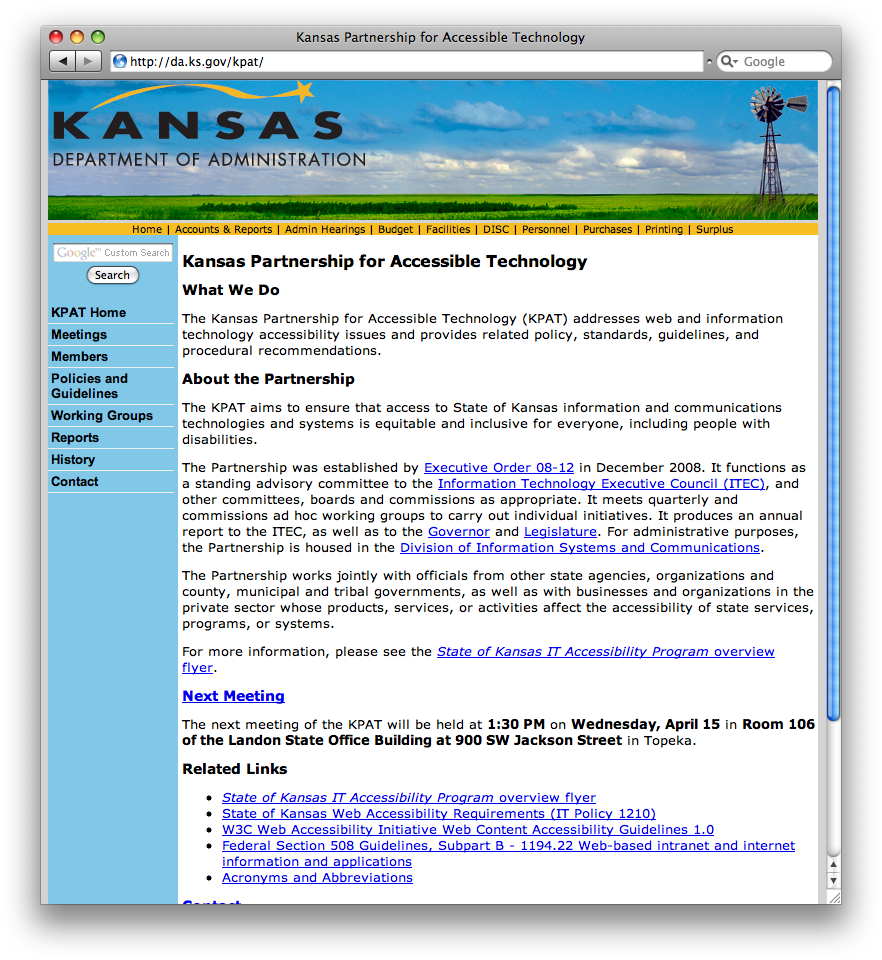 Kansas Partnership for Accessible Technology
http://da.ks.gov/kpat/
Google
KANSAS
DEPARTMENT OF ADMINISTRATION
Home | Accounts & Reports | Admin Hearings | Budget | Facilities | DISC | Personnel | Purchases | Printing | Surplus
Google™ Custom Search
Search
KPAT Home
Meetings
Members
Policies and
Guidelines
Working Groups
Reports
History
Contact
Kansas Partnership for Accessible Technology
What We Do
The Kansas Partnership for Accessible Technology (KPAT) addresses web and information
technology accessibility issues and provides related policy, standards, guidelines, and
procedural recommendations.
About the Partnership
The KPAT aims to ensure that access to State of Kansas information and communications
technologies and systems is equitable and inclusive for everyone, including people with
disabilities.
The Partnership was established by Executive Order 08-12 in December 2008. It functions as
a standing advisory committee to the Information Technology Executive Council (ITEC), and
other committees, boards and commissions as appropriate. It meets quarterly and
commissions ad hoc working groups to carry out individual initiatives. It produces an annual
report to the ITEC, as well as to the Governor and Legislature. For administrative purposes,
the Partnership is housed in the Division of Information Systems and Communications.
The Partnership works jointly with officials from other state agencies, organizations and
county, municipal and tribal governments, as well as with businesses and organizations in the
private sector whose products, services, or activities affect the accessibility of state services,
programs, or systems.
For more information, please see the State of Kansas IT Accessibility Program overview
flyer.
Next Meeting
The next meeting of the KPAT will be held at 1:30 PM on Wednesday, April 15 in Room 106
of the Landon State Office Building at 900 SW Jackson Street in Topeka.
Related Links
State of Kansas IT Accessibility Program overview flyer
State of Kansas Web Accessibility Requirements (IT Policy 1210)
W3C Web Accessibility Initiative Web Content Accessibility Guidelines 1.0
Federal Section 508 Guidelines, Subpart B - 1194.22 Web-based intranet and internet
information and applications
Acronyms and Abbreviations
Contact